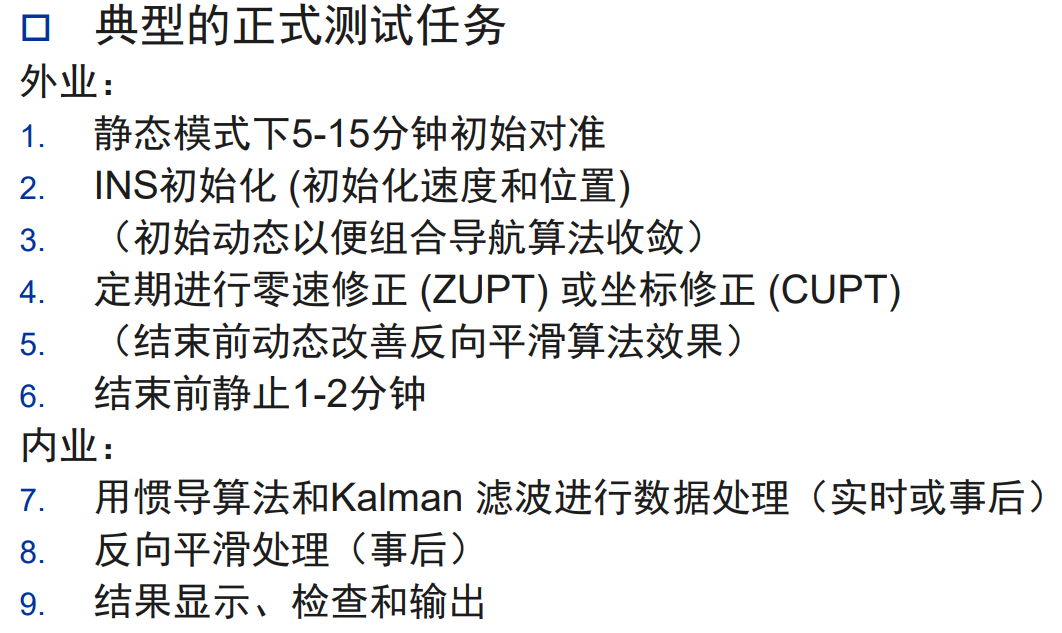 典型的正式测试任务
外业：
1. 静态模式下5-15分钟初始对准
2. INS初始化 (初始化速度和位置)
3. （初始动态以便组合导航算法收敛）
4. 定期进行零速修正 (ZUPT) 或坐标修正 (CUPT)
5. （结束前动态改善反向平滑算法效果）
6. 结束前静止1-2分钟
内业：
7. 用惯导算法和Kalman 滤波进行数据处理（实时或事后）
8. 反向平滑处理（事后）
9. 结果显示、检查和输出